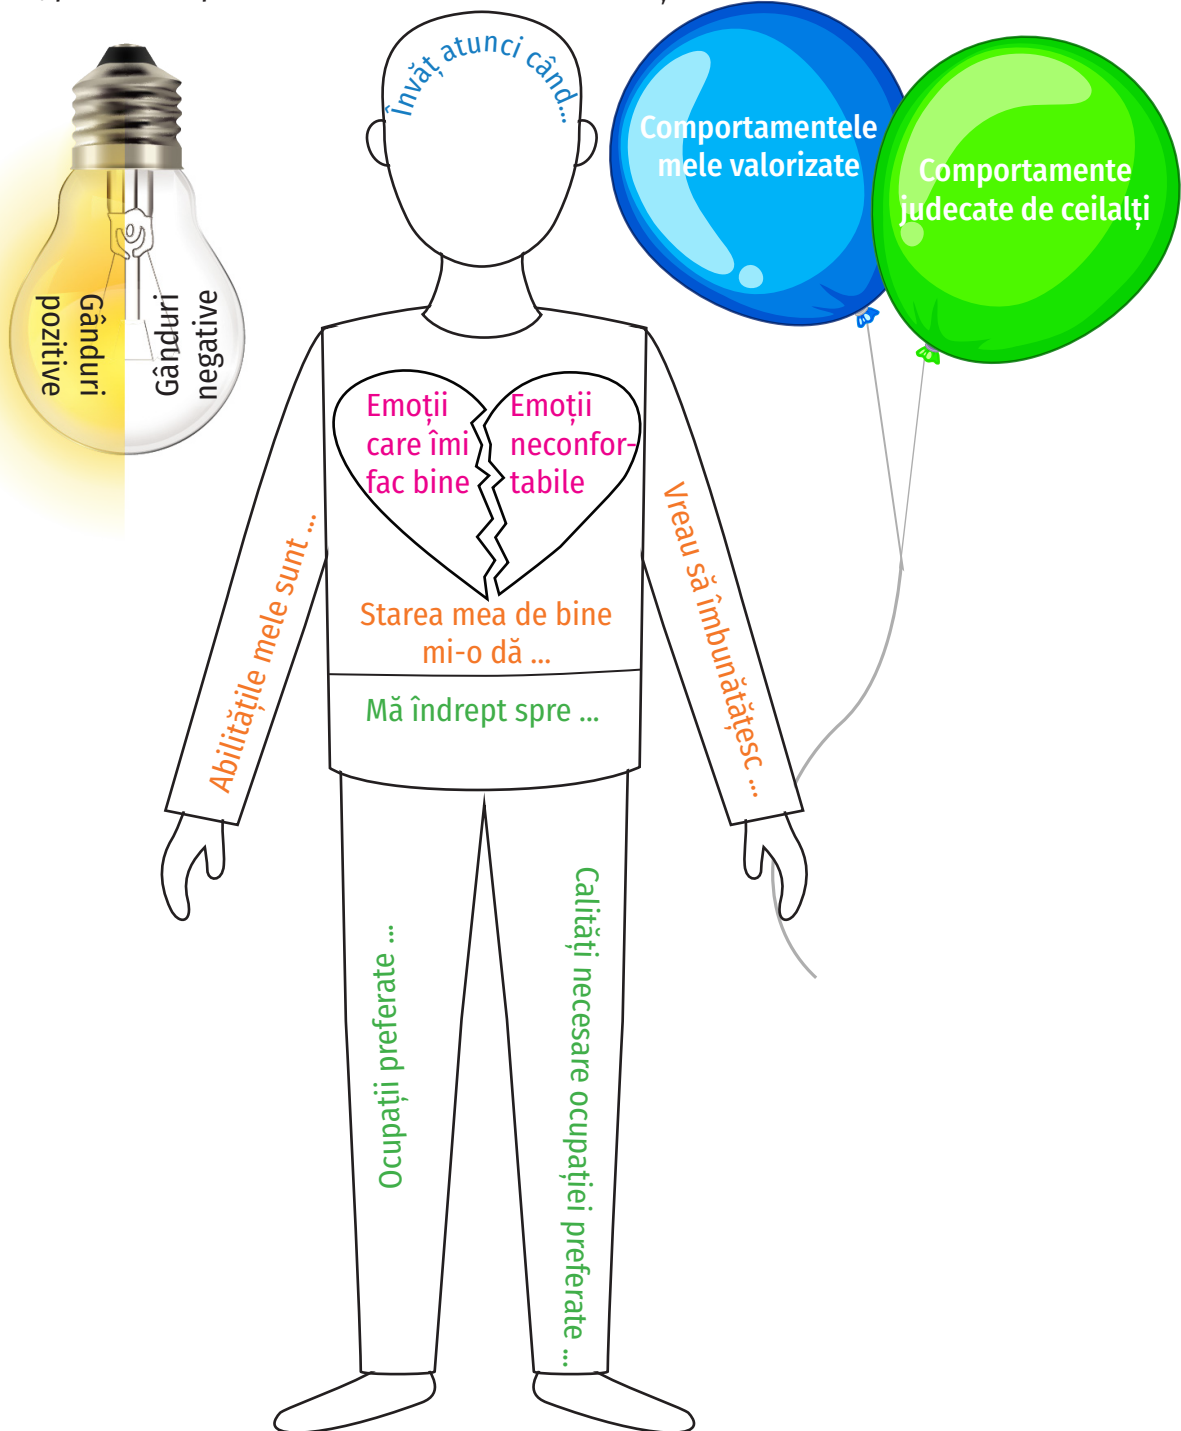 Învăț atunci când...
Comportamentele
mele valorizate
Comportamente
judecate de ceilalți
Gânduri
pozitive
Gânduri
negative
Emoții
care îmi
fac bine
Emoții
neconfor-
tabile
Abilitățile mele sunt ...
Vreau să îmbunătățesc ...
Starea mea de bine
mi-o dă ...
Mă îndrept spre ...
Ocupații preferate ...
Calități necesare ocupației preferate ...